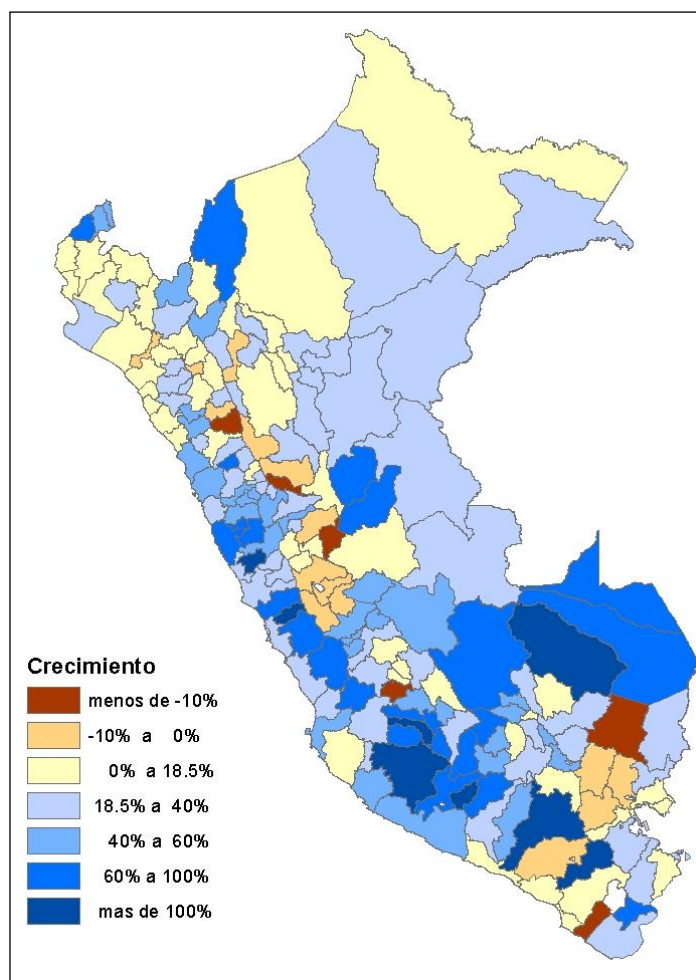 Crecimiento
menos de -10%
-10% a 0%
0% a 18.5%
18.5% a 40%
40% a 60%
60% a 100%
mas de 100%